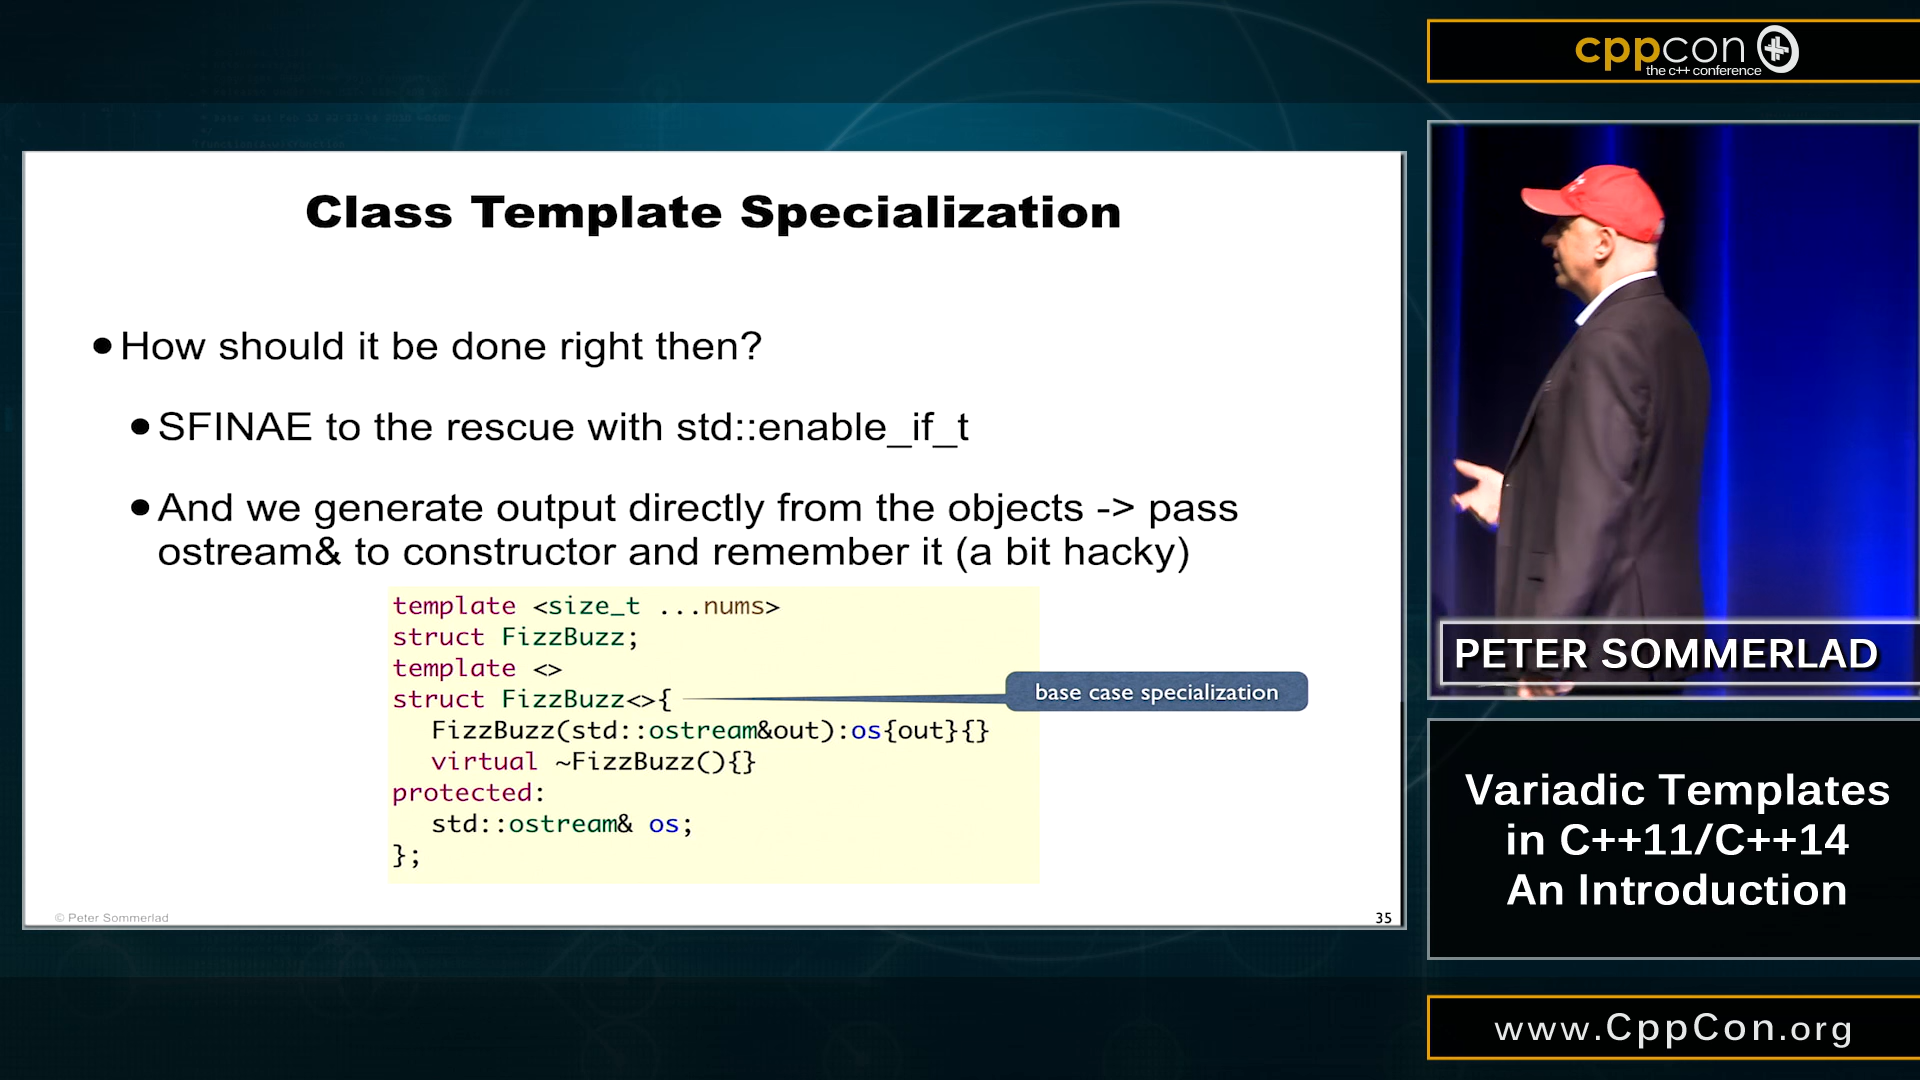 cppcon
the c++ conference
Class Template Specialization
•How should it be done right then?
•SFINAE to the rescue with std::enable_if_t
•And we generate output directly from the objects -> pass
ostream& to constructor and remember it (a bit hacky)
template <size_t ...nums>
struct FizzBuzz;
template <>
struct FizzBuzz<>{
base case specialization
FizzBuzz(std::ostream&out):os{out}{}
virtual ~FizzBuzz(){}
protected:
std::ostream& os;
};
© Peter Sommerlad
35
PETER SOMMERLAD
Variadic Templates
in C++11/C++14
An Introduction
www.CppCon.org